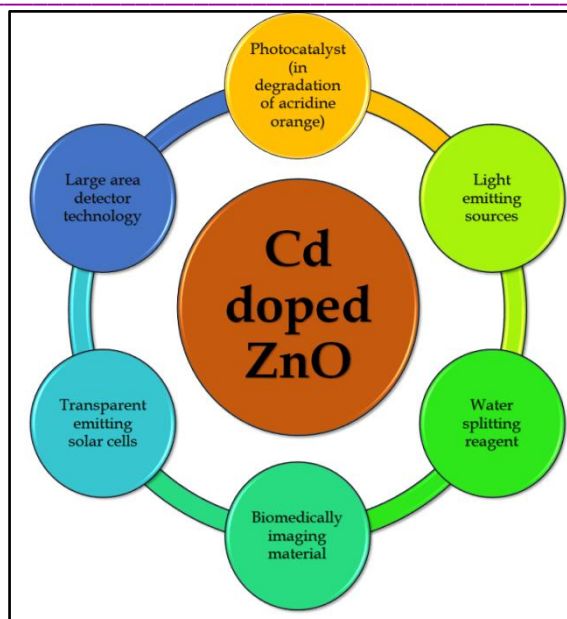 Photocatalyst
(in
degradation
of acridine
orange)
Light
emitting
sources
Water
splitting
reagent
Biomedically
imaging
material
Transparent
emitting
solar cells
Large area
detector
technology
Cd
doped
ZnO